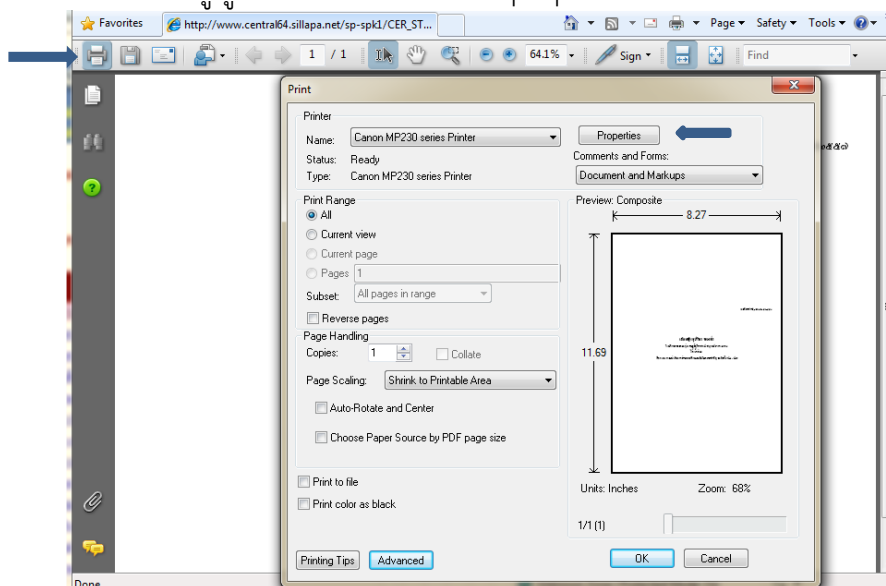 Favorites
http://www.central64.sillapa.net/sp-spk1/CER_ST...
Page
Safety
Tools
1 / 1
64.1%
Sign
Find
Print
Printer
Name: Canon MP230 series Printer
Properties
Status: Ready
Comments and Forms:
Type: Canon MP230 series Printer
Document and Markups
Print Range
Preview: Composite
All
8.27
Current view
Current page
Pages 1
Subset: All pages in range
Reverse pages
Page Handling
Copies: 1
Collate
11.69
Page Scaling: Shrink to Printable Area
Auto-Rotate and Center
Choose Paper Source by PDF page size
Print to file
Units: Inches
Zoom: 68%
Print color as black
1/1 (1)
Printing Tips
Advanced
OK
Cancel
Done